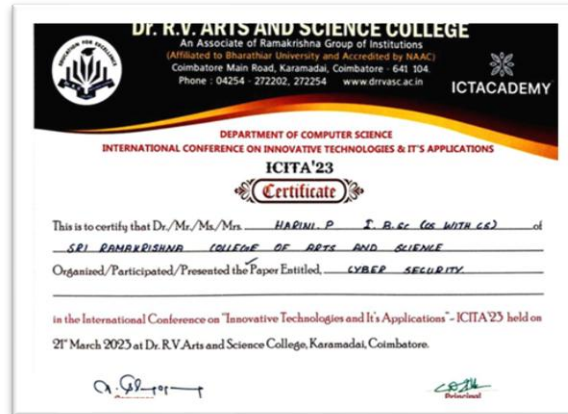 Dr. R.V. ARTS AND SCIENCE COLLEGE
An Associate of Ramakrishna Group of Institutions
(Affiliated to Bharathiar University and Accredited by NAAC)
Coimbatore Main Road, Karamadai, Coimbatore - 641 104.
Phone : 04254 - 272202, 272254 www.drrvasc.ac.in
EDUCATION FOR EXCELLENCE
ICTACADEMY
DEPARTMENT OF COMPUTER SCIENCE
INTERNATIONAL CONFERENCE ON INNOVATIVE TECHNOLOGIES & IT'S APPLICATIONS
ICITA'23
Certificate
This is to certify that Dr./Mr./Ms./Mrs. HARINI. P I. B.Sc (CS WITH CS) of
SRI RAMAKRISHNA COLLEGE OF ARTS AND SCIENCE
Organized/Participated/Presented the Paper Entitled, CYBER SECURITY
in the International Conference on "Innovative Technologies and It's Applications" - ICITA'23 held on
21st March 2023 at Dr. R.V.Arts and Science College, Karamadai, Coimbatore.
Principal